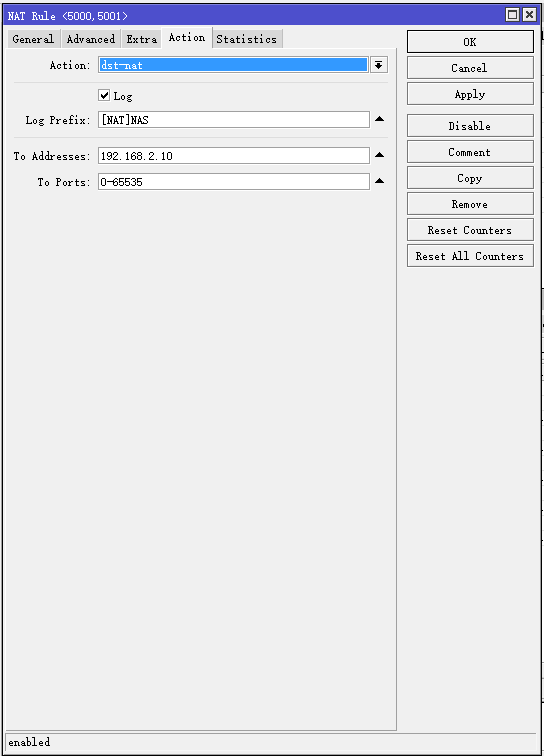 NAT Rule <5000,5001>
General Advanced Extra Action Statistics
Action: dst-nat
Log
Log Prefix: [NAT]NAS
To Addresses: 192.168.2.10
To Ports: 0-65535
OK
Cancel
Apply
Disable
Comment
Copy
Remove
Reset Counters
Reset All Counters
enabled